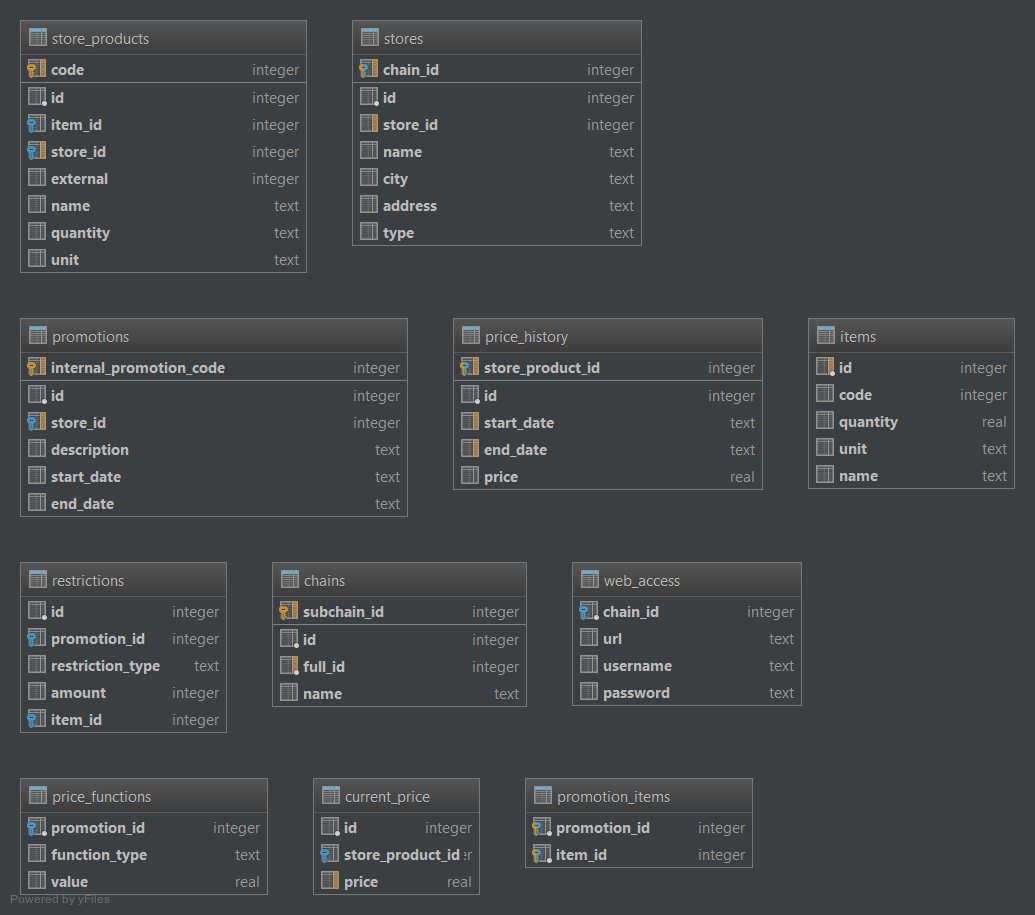 store_products
code integer
id integer
item_id integer
store_id integer
external integer
name text
quantity text
unit text
stores
chain_id integer
id integer
store_id integer
name text
city text
address text
type text
promotions
internal_promotion_code integer
id integer
store_id integer
description text
start_date text
end_date text
price_history
store_product_id integer
id integer
start_date text
end_date text
price real
items
id integer
code integer
quantity real
unit text
name text
restrictions
id integer
promotion_id integer
restriction_type text
amount integer
item_id integer
chains
subchain_id integer
id integer
full_id integer
name text
web_access
chain_id integer
url text
username text
password text
price_functions
promotion_id integer
function_type text
value real
current_price
id integer
store_product_id
price real
promotion_items
promotion_id integer
item_id integer
Powered by yFiles